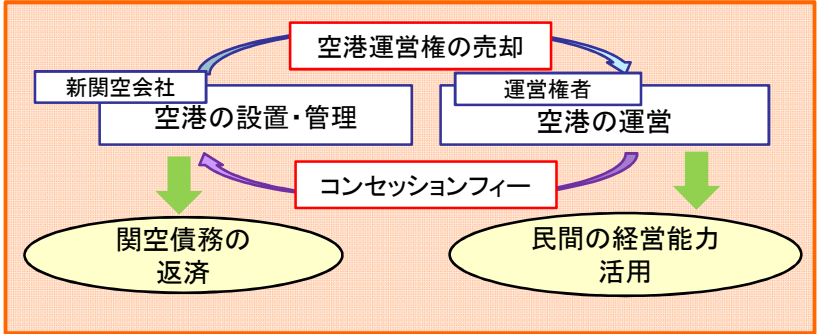 空港運営権の売却
新関空会社
空港の設置・管理
運営権者
空港の運営
コンセッションフィー
関空債務の
返済
民間の経営能力
活用